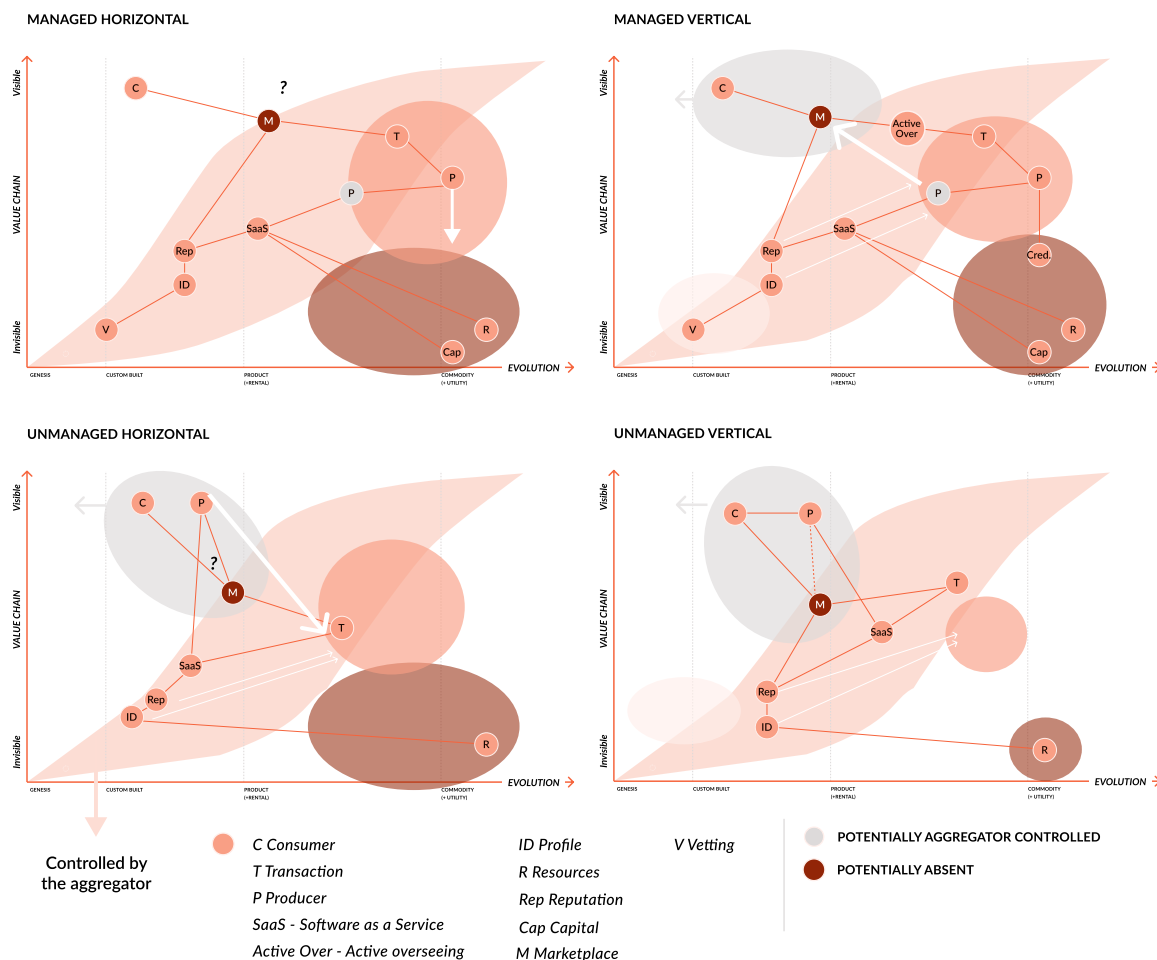 MANAGED HORIZONTAL
Visible
VALUE CHAIN
Invisible
C
?
M
T
P
P
SaaS
Rep
ID
V
R
Cap
EVOLUTION
GENESIS
CUSTOM BUILT
PRODUCT
(+RENTAL)
COMMODITY
(+ UTILITY)
MANAGED VERTICAL
Visible
VALUE CHAIN
Invisible
C
M
Active
Over
T
P
P
SaaS
Rep
Cred.
ID
V
R
Cap
EVOLUTION
GENESIS
CUSTOM BUILT
PRODUCT
(+RENTAL)
COMMODITY
(+ UTILITY)
UNMANAGED HORIZONTAL
Visible
VALUE CHAIN
Invisible
C
P
?
M
T
SaaS
Rep
ID
R
EVOLUTION
GENESIS
CUSTOM BUILT
PRODUCT
(+RENTAL)
COMMODITY
(+ UTILITY)
UNMANAGED VERTICAL
Visible
VALUE CHAIN
Invisible
C
P
T
M
SaaS
Rep
ID
R
EVOLUTION
GENESIS
CUSTOM BUILT
PRODUCT
(+RENTAL)
COMMODITY
(+ UTILITY)
Controlled by
the aggregator
C Consumer
T Transaction
P Producer
SaaS - Software as a Service
Active Over - Active overseeing
ID Profile
R Resources
Rep Reputation
Cap Capital
M Marketplace
V Vetting
POTENTIALLY AGGREGATOR CONTROLLED
POTENTIALLY ABSENT